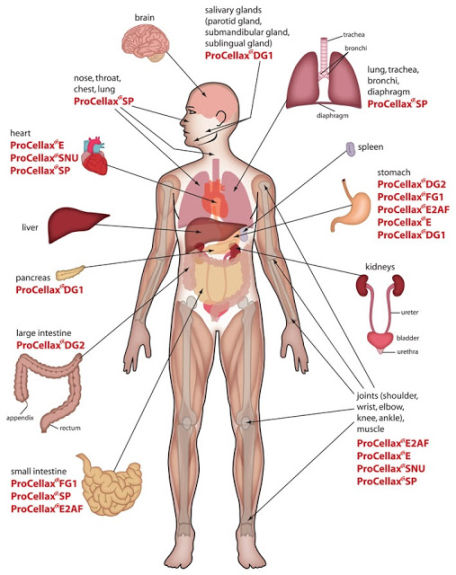 brain
salivary glands
(parotid gland,
submandibular gland,
sublingual gland)
ProCellax®DG1
trachea
bronchi
lung, trachea,
bronchi,
diaphragm
ProCellax®SP
diaphragm
nose, throat,
chest, lung
ProCellax®SP
heart
ProCellax®E
ProCellax®SNU
ProCellax®SP
spleen
stomach
ProCellax®DG2
ProCellax®FG1
ProCellax®E2AF
ProCellax®E
ProCellax®DG1
liver
pancreas
ProCellax®DG1
kidneys
ureter
bladder
urethra
large intestine
ProCellax®DG2
appendix
rectum
joints (shoulder,
wrist, elbow,
knee, ankle),
muscle
ProCellax®E2AF
ProCellax®E
ProCellax®SNU
ProCellax®SP
small intestine
ProCellax®FG1
ProCellax®SP
ProCellax®E2AF